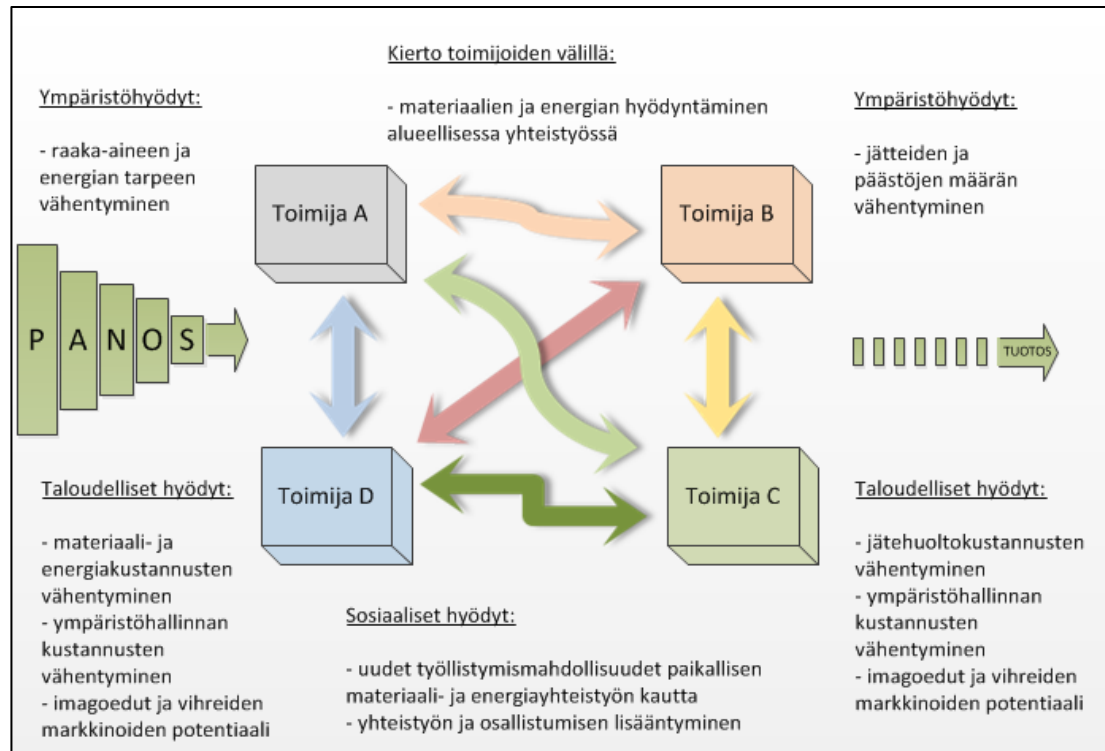 Kierto toimijoiden välillä:
- materiaalien ja energian hyödyntäminen
alueellisessa yhteistyössä
Ympäristöhyödyt:
- raaka-aineen ja
energian tarpeen
vähentyminen
Ympäristöhyödyt:
- jätteiden ja
päästöjen määrän
vähentyminen
Toimija A
Toimija B
P A N O S
TUOTOS
Toimija D
Toimija C
Taloudelliset hyödyt:
- materiaali- ja
energiakustannusten
vähentyminen
- ympäristöhallinnan
kustannusten
vähentyminen
- imagoedut ja vihreiden
markkinoiden potentiaali
Sosiaaliset hyödyt:
- uudet työllistymismahdollisuudet paikallisen
materiaali- ja energiayhteistyön kautta
- yhteistyön ja osallistumisen lisääntyminen
Taloudelliset hyödyt:
- jätehuoltokustannusten
vähentyminen
- ympäristöhallinnan
kustannusten
vähentyminen
- imagoedut ja vihreiden
markkinoiden potentiaali